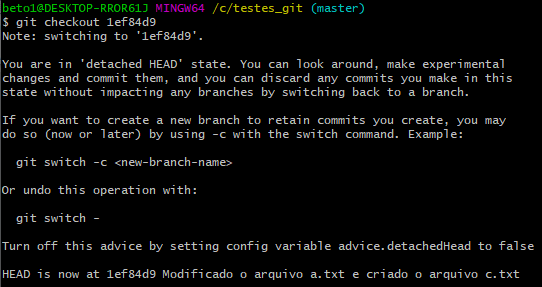 beto1@DESKTOP-RROR61J MINGW64 /c/testes_git (master)
$ git checkout 1ef84d9
Note: switching to '1ef84d9'.
You are in 'detached HEAD' state. You can look around, make experimental
changes and commit them, and you can discard any commits you make in this
state without impacting any branches by switching back to a branch.
If you want to create a new branch to retain commits you create, you may
do so (now or later) by using -c with the switch command. Example:
git switch -c <new-branch-name>
Or undo this operation with:
git switch -
Turn off this advice by setting config variable advice.detachedHead to false
HEAD is now at 1ef84d9 Modificado o arquivo a.txt e criado o arquivo c.txt